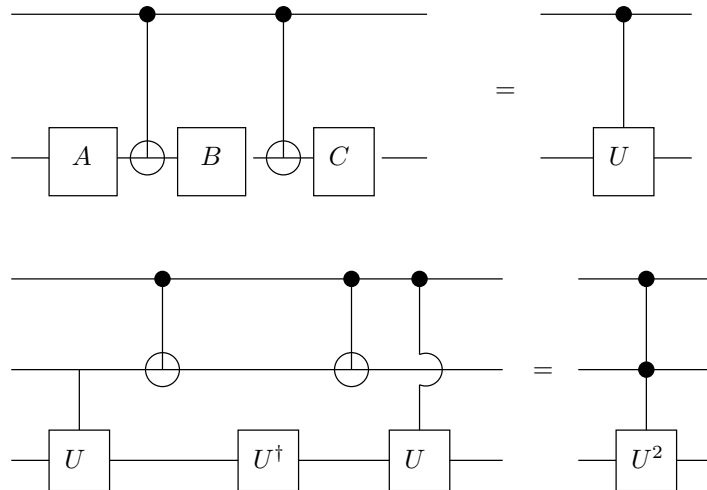 =
A B C U
U U† U = U²